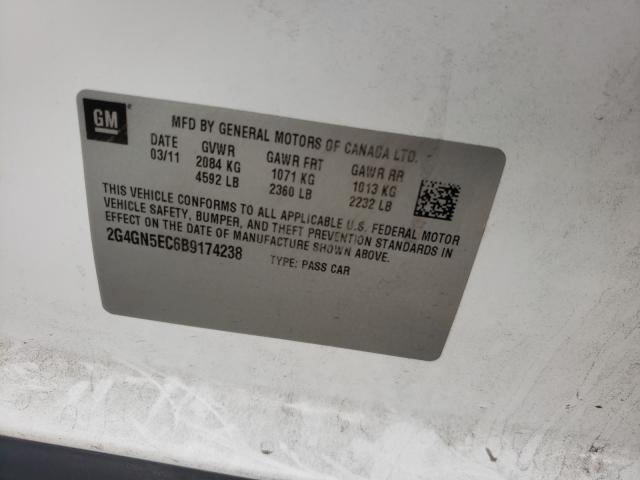 GM ®
MFD BY GENERAL MOTORS OF CANADA LTD.
DATE GVWR GAWR FRT GAWR RR
03/11 2084 KG 1071 KG 1013 KG
4592 LB 2360 LB 2232 LB
THIS VEHICLE CONFORMS TO ALL APPLICABLE U.S. FEDERAL MOTOR
VEHICLE SAFETY, BUMPER, AND THEFT PREVENTION STANDARDS IN
EFFECT ON THE DATE OF MANUFACTURE SHOWN ABOVE.
2G4GN5EC6B9174238 TYPE: PASS CAR